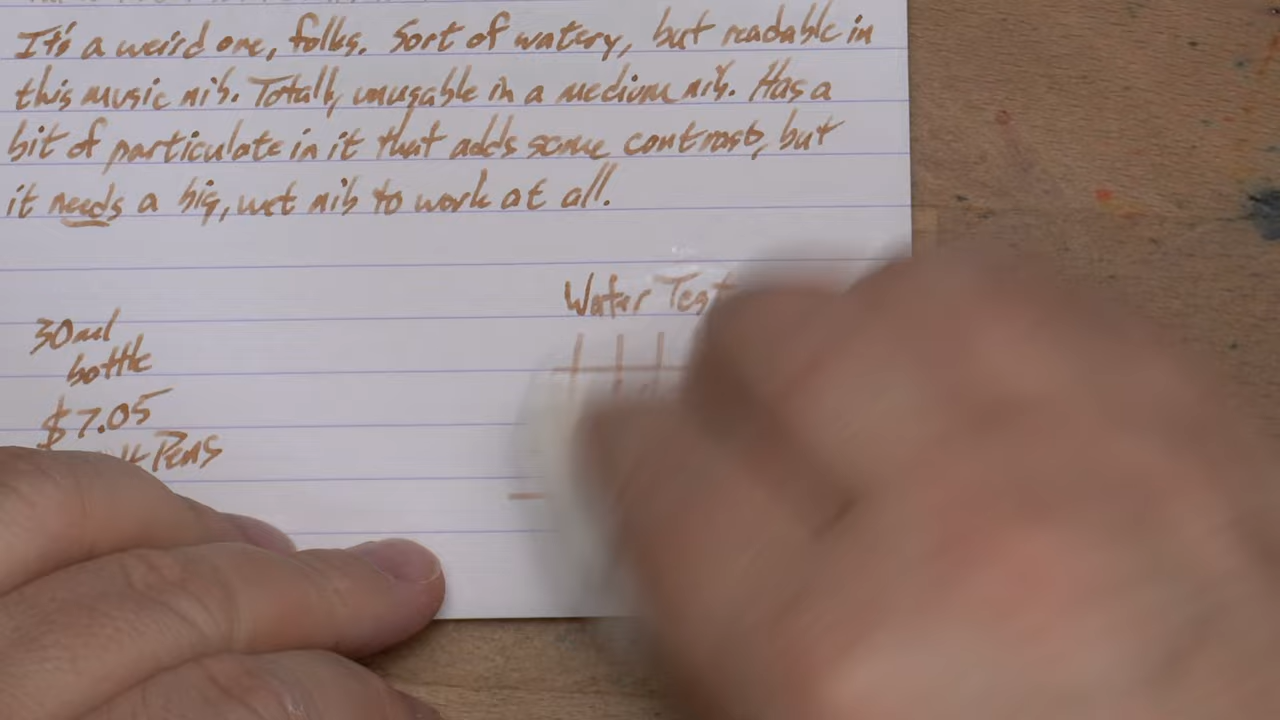 It's a weird one, folks. Sort of watery, but readable in
this music nib. Totally unusable in a medium nib. Has a
bit of particulate in it that adds some contrast, but
it needs a big, wet nib to work at all.
Water Test
30ml
bottle
$7.05
Pens